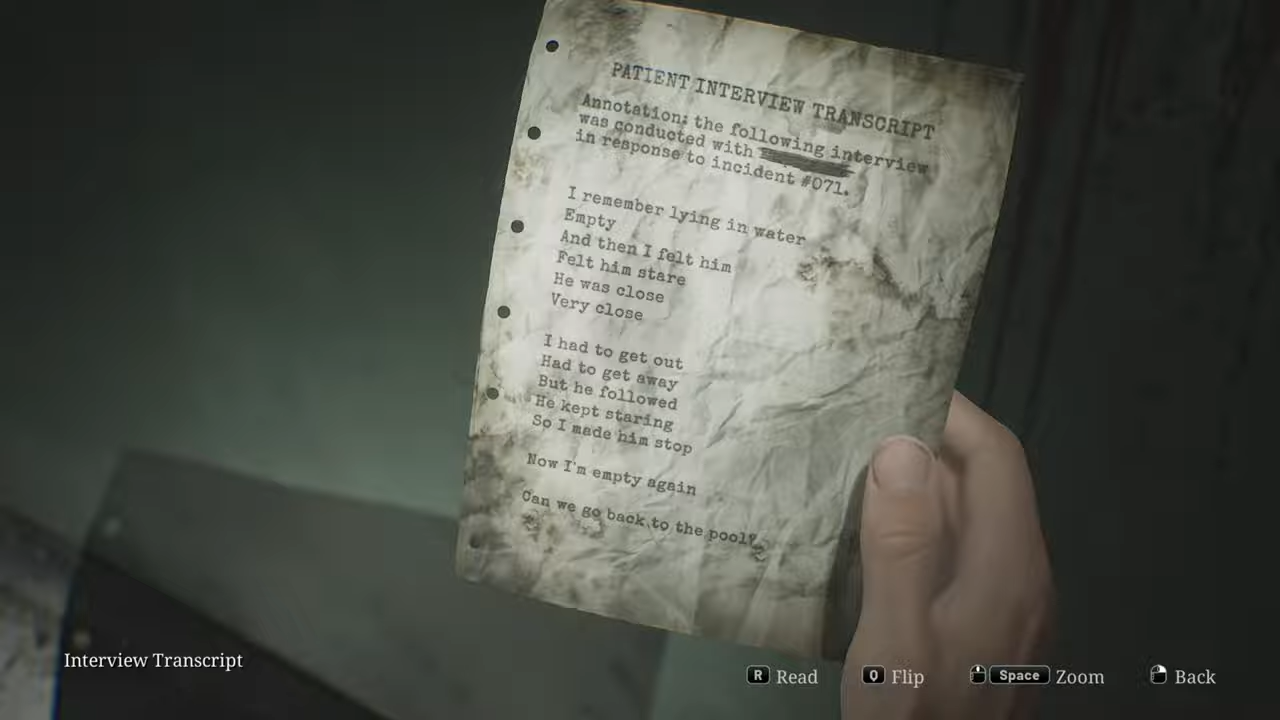 PATIENT INTERVIEW TRANSCRIPT
Annotation: the following interview
was conducted with
in response to incident #071.
I remember lying in water
Empty
And then I felt him
Felt him stare
He was close
Very close
I had to get out
Had to get away
But he followed
He kept staring
So I made him stop
Now I'm empty again
Can we go back to the pool?
Interview Transcript
R Read
Q Flip
Space Zoom
Back